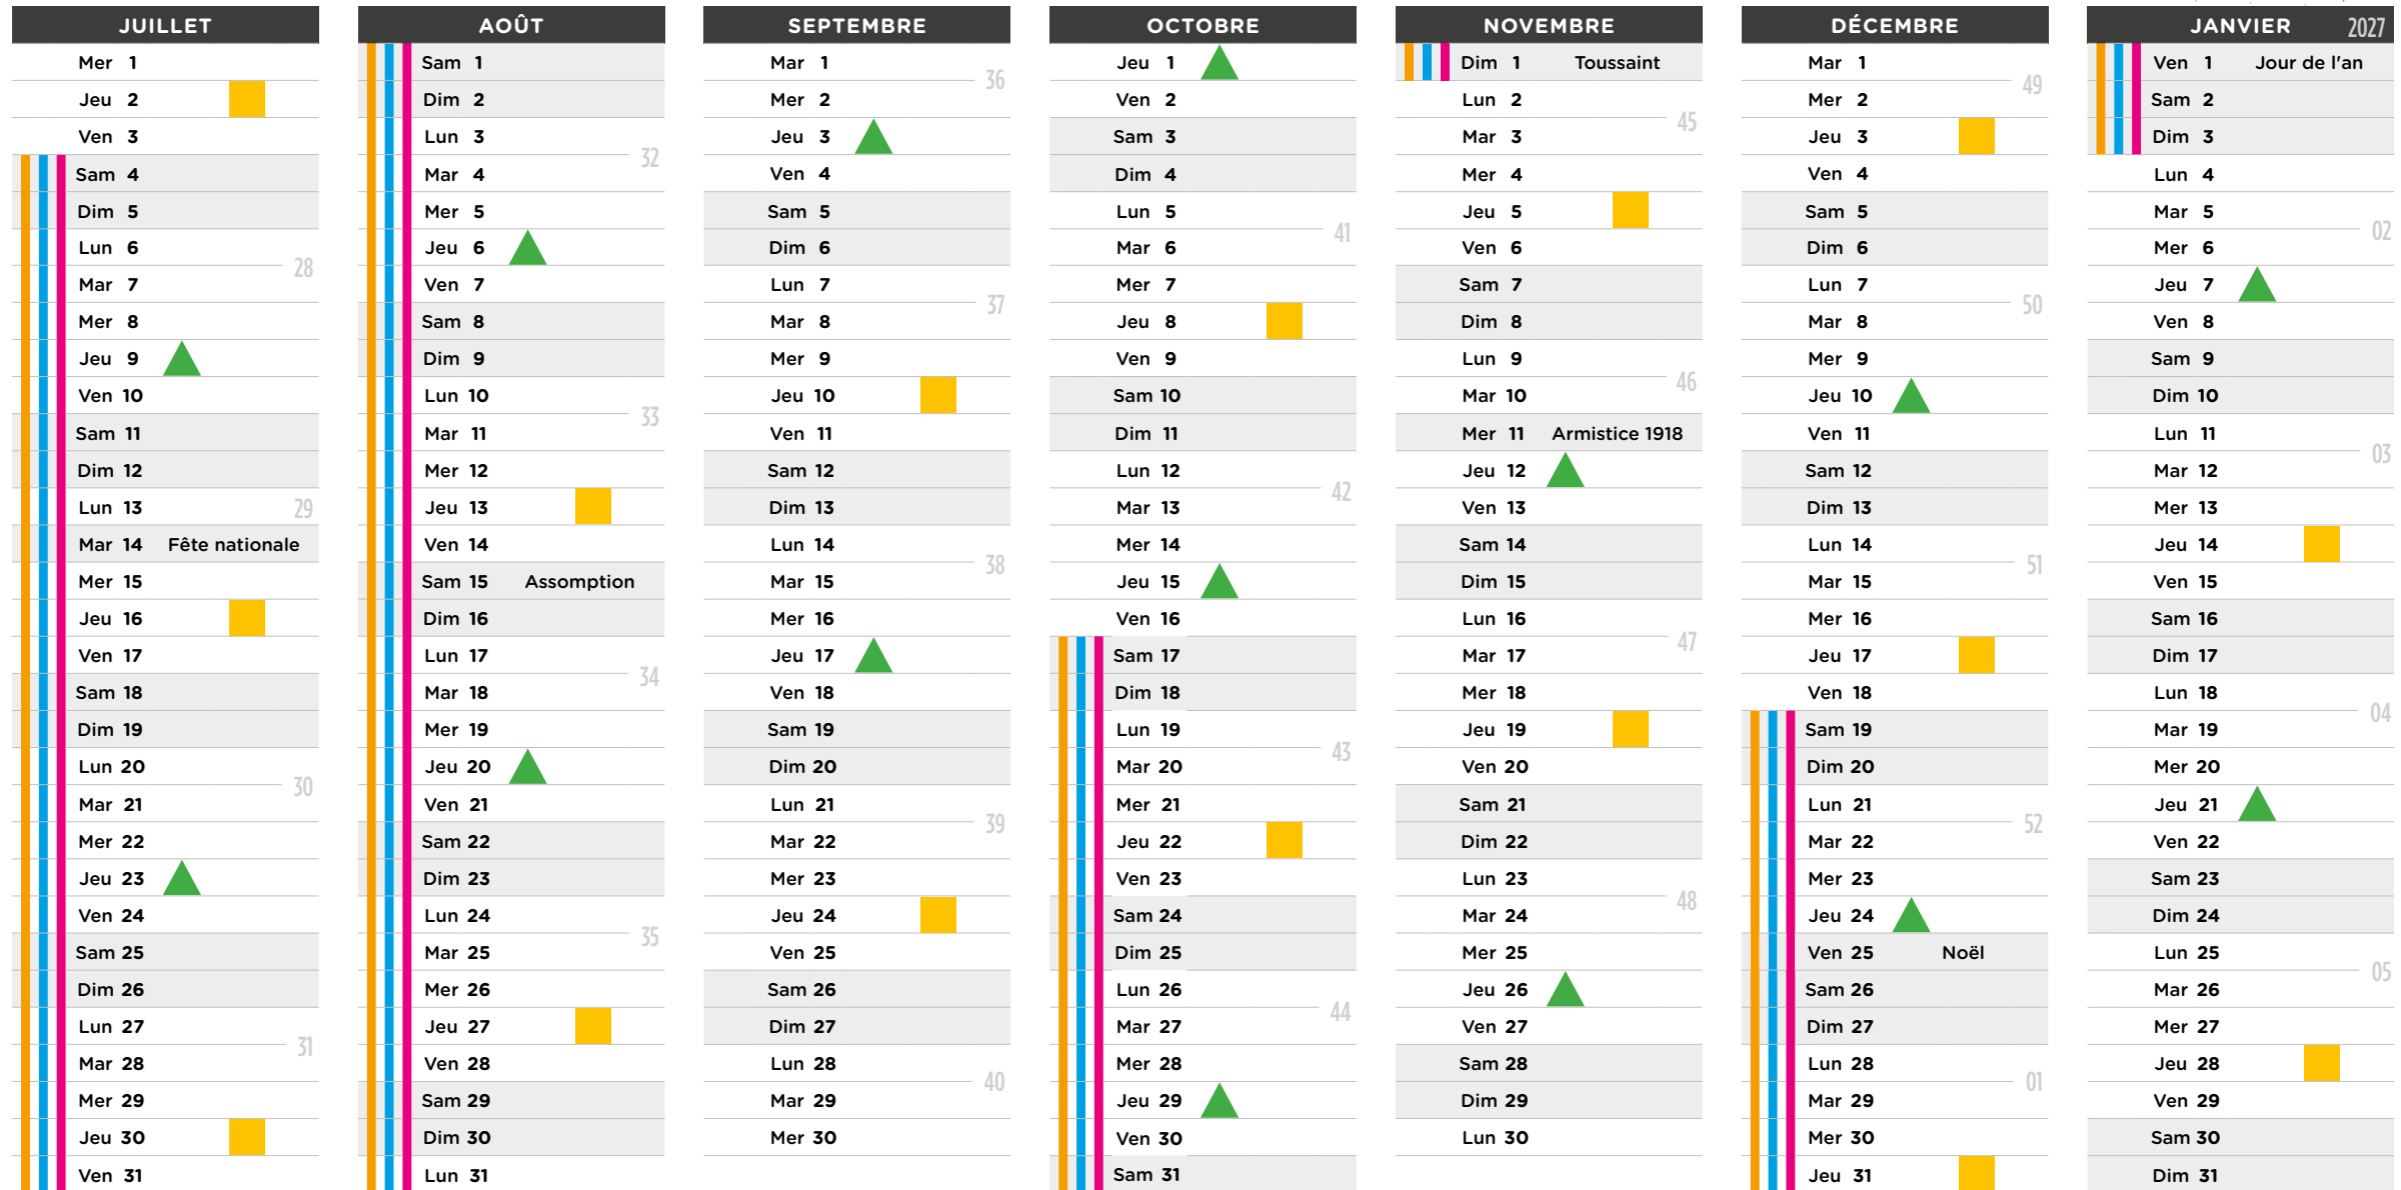 JUILLET
Mer 1
Jeu 2
Ven 3
Sam 4
Dim 5
Lun 6
28
Mar 7
Mer 8
Jeu 9
Ven 10
Sam 11
Dim 12
Lun 13 29
Mar 14 Fête nationale
Mer 15
Jeu 16
Ven 17
Sam 18
Dim 19
Lun 20
30
Mar 21
Mer 22
Jeu 23
Ven 24
Sam 25
Dim 26
Lun 27
31
Mar 28
Mer 29
Jeu 30
Ven 31
AOÛT
Sam 1
Dim 2
Lun 3
32
Mar 4
Mer 5
Jeu 6
Ven 7
Sam 8
Dim 9
Lun 10
33
Mar 11
Mer 12
Jeu 13
Ven 14
Sam 15 Assomption
Dim 16
Lun 17
34
Mar 18
Mer 19
Jeu 20
Ven 21
Sam 22
Dim 23
Lun 24
35
Mar 25
Mer 26
Jeu 27
Ven 28
Sam 29
Dim 30
Lun 31
SEPTEMBRE
Mar 1
36
Mer 2
Jeu 3
Ven 4
Sam 5
Dim 6
Lun 7
37
Mar 8
Mer 9
Jeu 10
Ven 11
Sam 12
Dim 13
Lun 14
38
Mar 15
Mer 16
Jeu 17
Ven 18
Sam 19
Dim 20
Lun 21
39
Mar 22
Mer 23
Jeu 24
Ven 25
Sam 26
Dim 27
Lun 28
40
Mar 29
Mer 30
OCTOBRE
Jeu 1
Ven 2
Sam 3
Dim 4
Lun 5
41
Mar 6
Mer 7
Jeu 8
Ven 9
Sam 10
Dim 11
Lun 12
42
Mar 13
Mer 14
Jeu 15
Ven 16
Sam 17
Dim 18
Lun 19
43
Mar 20
Mer 21
Jeu 22
Ven 23
Sam 24
Dim 25
Lun 26
44
Mar 27
Mer 28
Jeu 29
Ven 30
Sam 31
NOVEMBRE
Dim 1 Toussaint
Lun 2
45
Mar 3
Mer 4
Jeu 5
Ven 6
Sam 7
Dim 8
Lun 9
46
Mar 10
Mer 11 Armistice 1918
Jeu 12
Ven 13
Sam 14
Dim 15
Lun 16
47
Mar 17
Mer 18
Jeu 19
Ven 20
Sam 21
Dim 22
Lun 23
48
Mar 24
Mer 25
Jeu 26
Ven 27
Sam 28
Dim 29
Lun 30
DÉCEMBRE
Mar 1
49
Mer 2
Jeu 3
Ven 4
Sam 5
Dim 6
Lun 7
50
Mar 8
Mer 9
Jeu 10
Ven 11
Sam 12
Dim 13
Lun 14
51
Mar 15
Mer 16
Jeu 17
Ven 18
Sam 19
Dim 20
Lun 21
52
Mar 22
Mer 23
Jeu 24
Ven 25 Noël
Sam 26
Dim 27
Lun 28
01
Mar 29
Mer 30
Jeu 31
JANVIER 2027
Ven 1 Jour de l'an
Sam 2
Dim 3
Lun 4
Mar 5
02
Mer 6
Jeu 7
Ven 8
Sam 9
Dim 10
Lun 11
03
Mar 12
Mer 13
Jeu 14
Ven 15
Sam 16
Dim 17
Lun 18
04
Mar 19
Mer 20
Jeu 21
Ven 22
Sam 23
Dim 24
Lun 25
05
Mar 26
Mer 27
Jeu 28
Ven 29
Sam 30
Dim 31